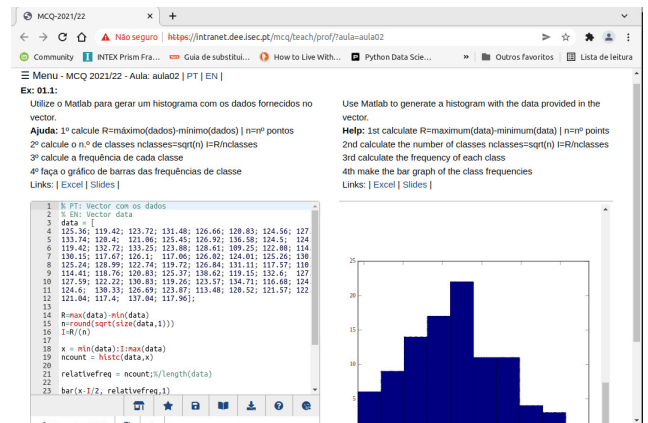 MCQ-2021/22
Não seguro | https://intranet.dee.isec.pt/mcq/teach/prof/?aula=aula02
Community INTEX Prism Fra... Guia de substitui... How to Live With... Python Data Scie... » Outros favoritos Lista de leitura
☰ Menu - MCQ 2021/22 - Aula: aula02 | PT | EN |
Ex: 01.1:
Utilize o Matlab para gerar um histograma com os dados fornecidos no
vector.
Ajuda: 1º calcule R=máximo(dados)-mínimo(dados) | n=nº pontos
2º calcule o n.º de classes nclasses=sqrt(n) I=R/nclasses
3º calcule a frequência de cada classe
4º faça o gráfico de barras das frequências de classe
Links: | Excel | Slides |
Use Matlab to generate a histogram with the data provided in the
vector.
Help: 1st calculate R=maximum(data)-minimum(data) | n=nº points
2nd calculate the number of classes nclasses=sqrt(n) I=R/nclasses
3rd calculate the frequency of each class
4th make the bar graph of the class frequencies
Links: | Excel | Slides |
1 % PT: Vector com os dados
2 % EN: Vector data
3 data = [
4 125.36; 119.42; 123.72; 131.48; 126.66; 120.83; 124.56; 127.
5 133.74; 120.4; 121.06; 125.45; 126.92; 136.58; 124.5; 124.
6 119.42; 132.72; 133.25; 123.88; 128.61; 109.25; 122.08; 114.
7 130.15; 117.67; 126.1; 117.06; 126.02; 124.01; 125.26; 130.
8 125.24; 128.99; 122.74; 119.72; 126.84; 131.11; 117.57; 110.
9 114.41; 118.76; 120.83; 125.37; 138.62; 119.15; 132.6; 127.
10 127.59; 122.22; 130.83; 119.26; 123.57; 134.71; 116.68; 124.
11 124.6; 130.33; 126.69; 123.87; 113.48; 120.52; 121.57; 122.
12 121.04; 117.4; 137.04; 117.96];
13
14 R=max(data)-min(data)
15 n=round(sqrt(size(data,1)))
16 I=R/(n)
17
18 x = min(data):I:max(data)
19 ncount = histc(data,x)
20
21 relativefreq = ncount;%/length(data)
22
23 bar(x-I/2, relativefreq,1)
25
20
15
10
5